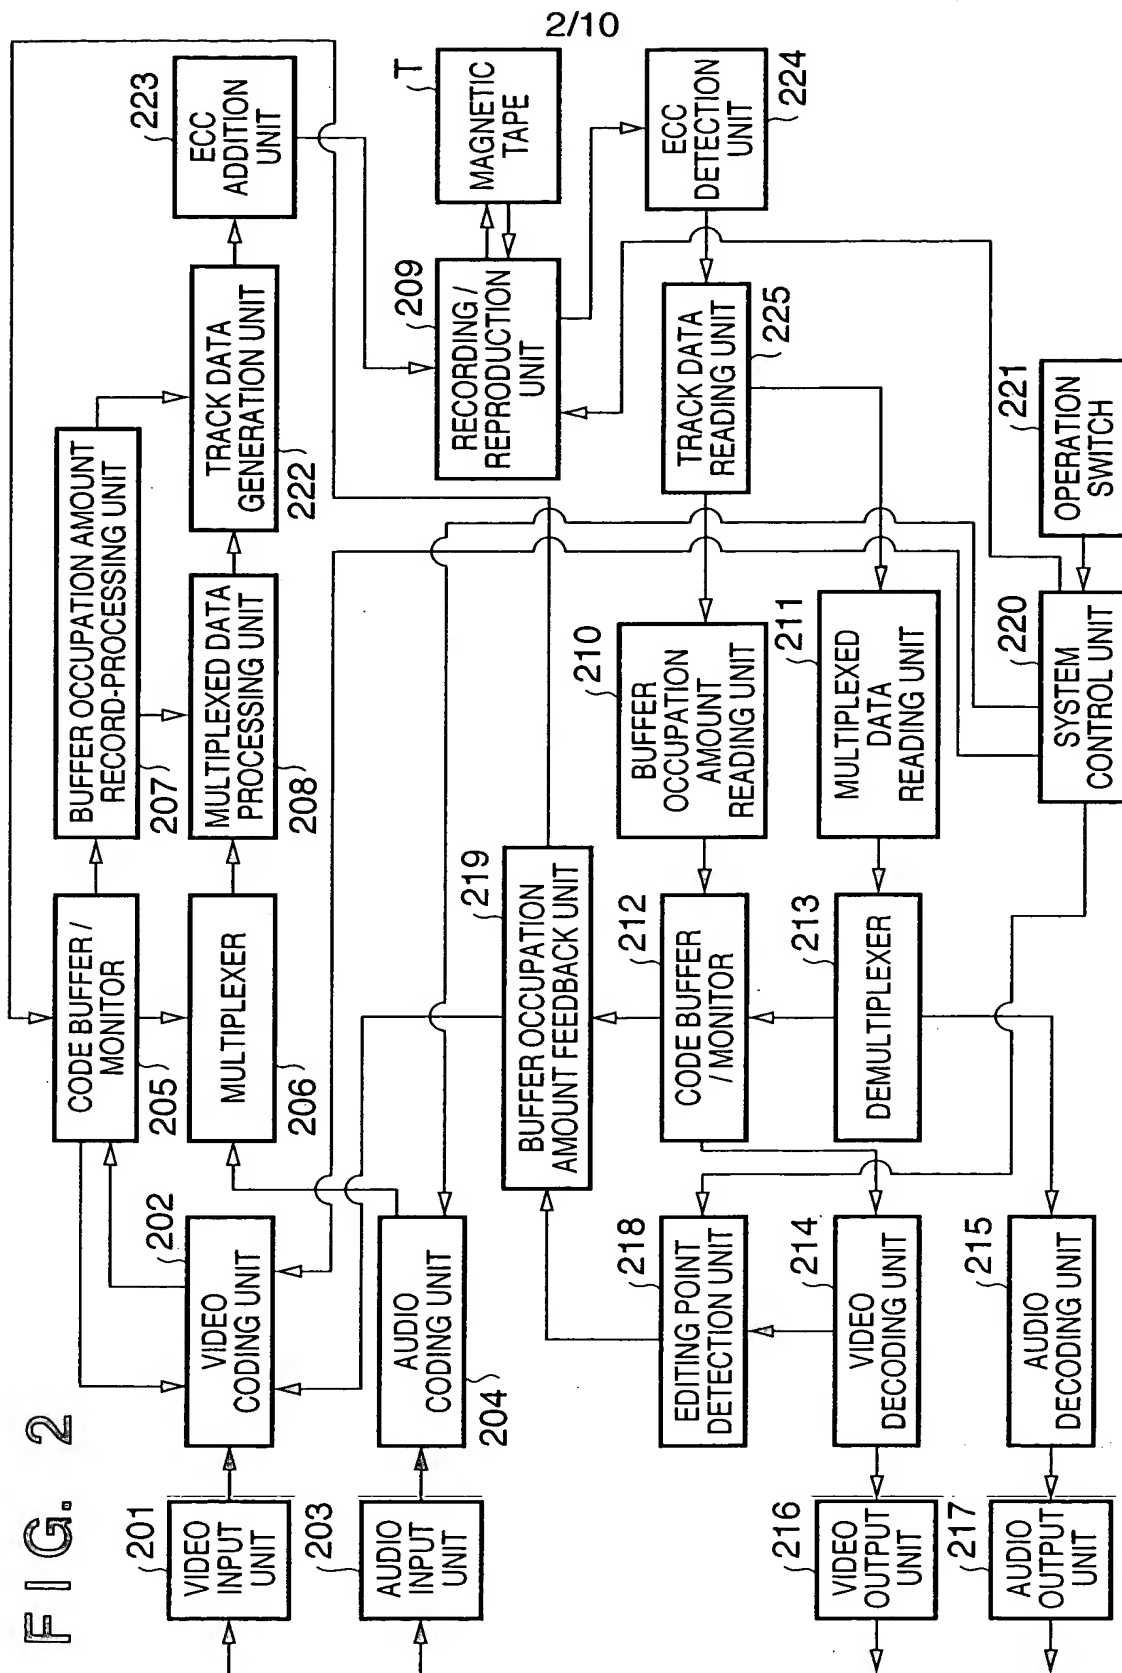 2/10
FIG. 2
201
VIDEO
INPUT
UNIT
203
AUDIO
INPUT
UNIT
202
VIDEO
CODING UNIT
AUDIO
CODING UNIT
204
CODE BUFFER /
MONITOR
205
MULTIPLEXER
206
BUFFER OCCUPATION AMOUNT
RECORD-PROCESSING UNIT
207
MULTIPLEXED DATA
PROCESSING UNIT
208
TRACK DATA
GENERATION UNIT
222
223
ECC
ADDITION
UNIT
T
MAGNETIC
TAPE
209
RECORDING /
REPRODUCTION
UNIT
224
ECC
DETECTION
UNIT
TRACK DATA
READING UNIT
225
210
BUFFER
OCCUPATION
AMOUNT
READING UNIT
211
MULTIPLEXED
DATA
READING UNIT
219
BUFFER OCCUPATION
AMOUNT FEEDBACK UNIT
212
CODE BUFFER
/ MONITOR
213
DEMULTIPLEXER
218
EDITING POINT
DETECTION UNIT
214
VIDEO
DECODING UNIT
215
AUDIO
DECODING UNIT
216
VIDEO
OUTPUT
UNIT
217
AUDIO
OUTPUT
UNIT
220
SYSTEM
CONTROL UNIT
221
OPERATION
SWITCH